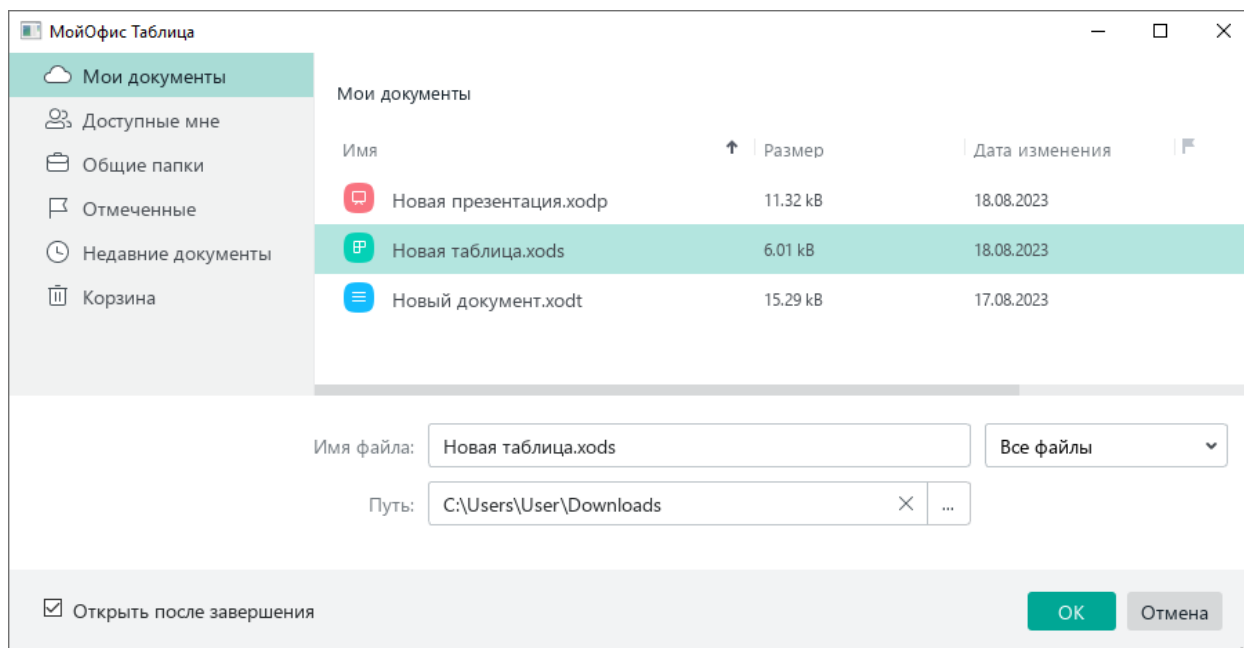 МойОфис Таблица
Мои документы
Доступные мне
Общие папки
Отмеченные
Недавние документы
Корзина
Мои документы
Имя Размер Дата изменения
Новая презентация.xodp 11.32 kB 18.08.2023
Новая таблица.xods 6.01 kB 18.08.2023
Новый документ.xodt 15.29 kB 17.08.2023
Имя файла: Новая таблица.xods Все файлы
Путь: C:\Users\User\Downloads ...
Открыть после завершения ОК Отмена